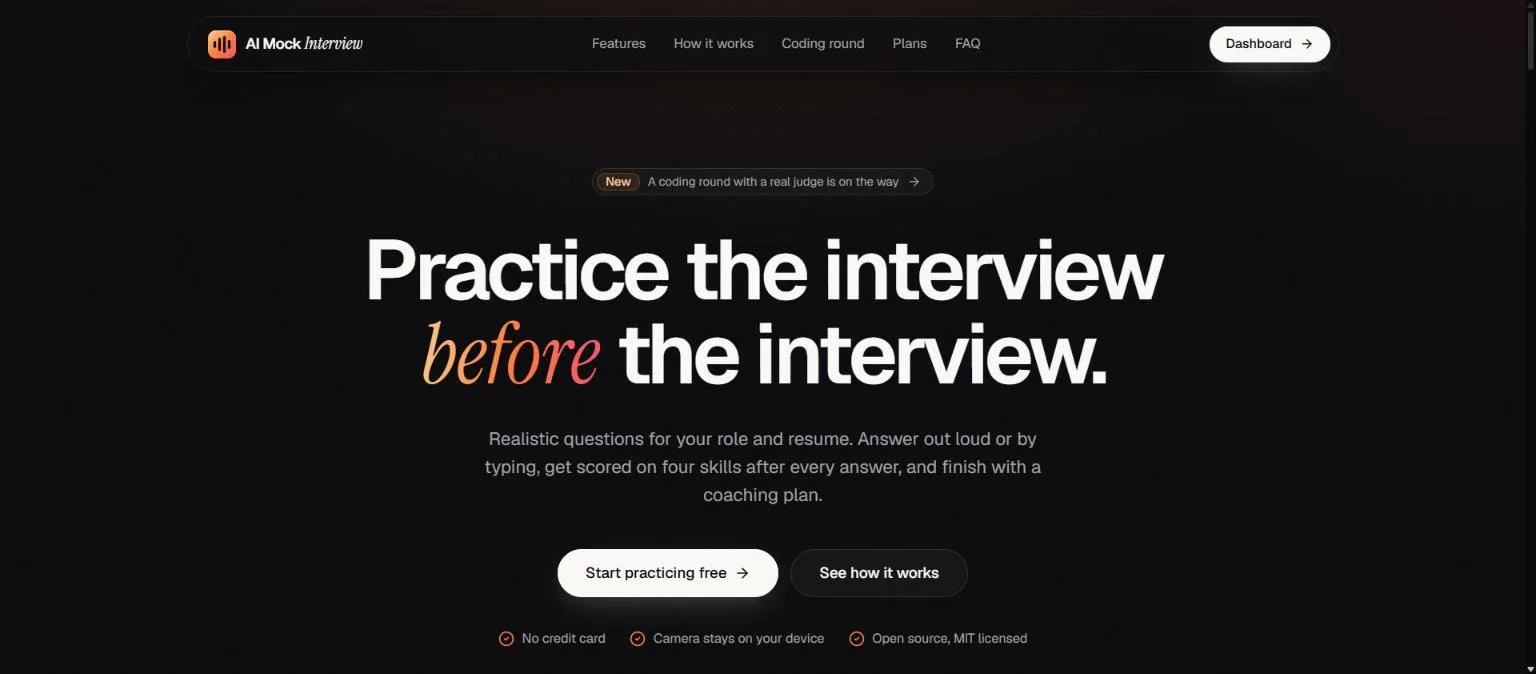 AI Mock Interview
Features
How it works
Coding round
Plans
FAQ
Dashboard →
New A coding round with a real judge is on the way →
Practice the interview
before the interview.
Realistic questions for your role and resume. Answer out loud or by
typing, get scored on four skills after every answer, and finish with a
coaching plan.
Start practicing free →
See how it works
No credit card
Camera stays on your device
Open source, MIT licensed